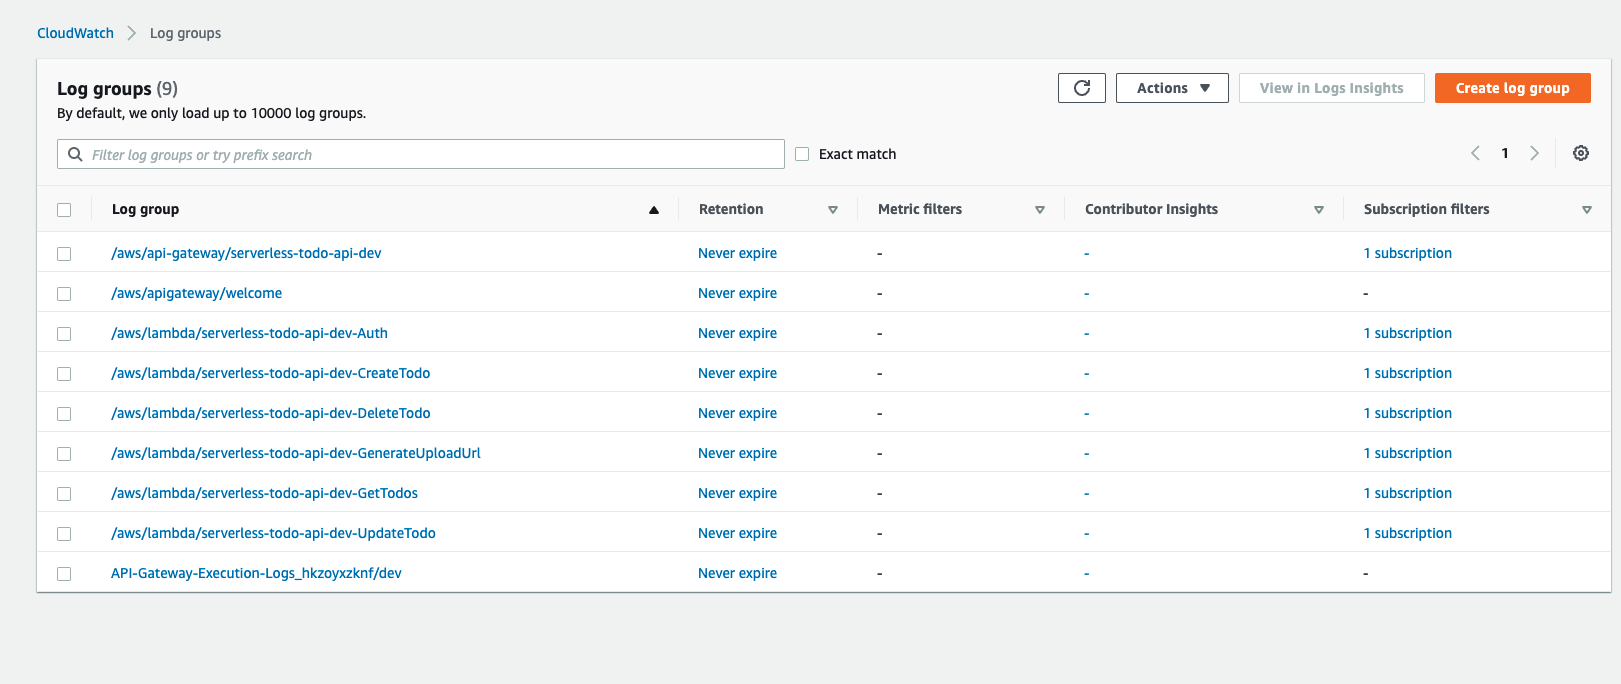 CloudWatch > Log groups
Log groups (9)
By default, we only load up to 10000 log groups.
Actions View in Logs Insights Create log group
Filter log groups or try prefix search Exact match 1
Log group Retention Metric filters Contributor Insights Subscription filters
/aws/api-gateway/serverless-todo-api-dev Never expire - - 1 subscription
/aws/apigateway/welcome Never expire - - -
/aws/lambda/serverless-todo-api-dev-Auth Never expire - - 1 subscription
/aws/lambda/serverless-todo-api-dev-CreateTodo Never expire - - 1 subscription
/aws/lambda/serverless-todo-api-dev-DeleteTodo Never expire - - 1 subscription
/aws/lambda/serverless-todo-api-dev-GenerateUploadUrl Never expire - - 1 subscription
/aws/lambda/serverless-todo-api-dev-GetTodos Never expire - - 1 subscription
/aws/lambda/serverless-todo-api-dev-UpdateTodo Never expire - - 1 subscription
API-Gateway-Execution-Logs_hkzoyxzknf/dev Never expire - - -